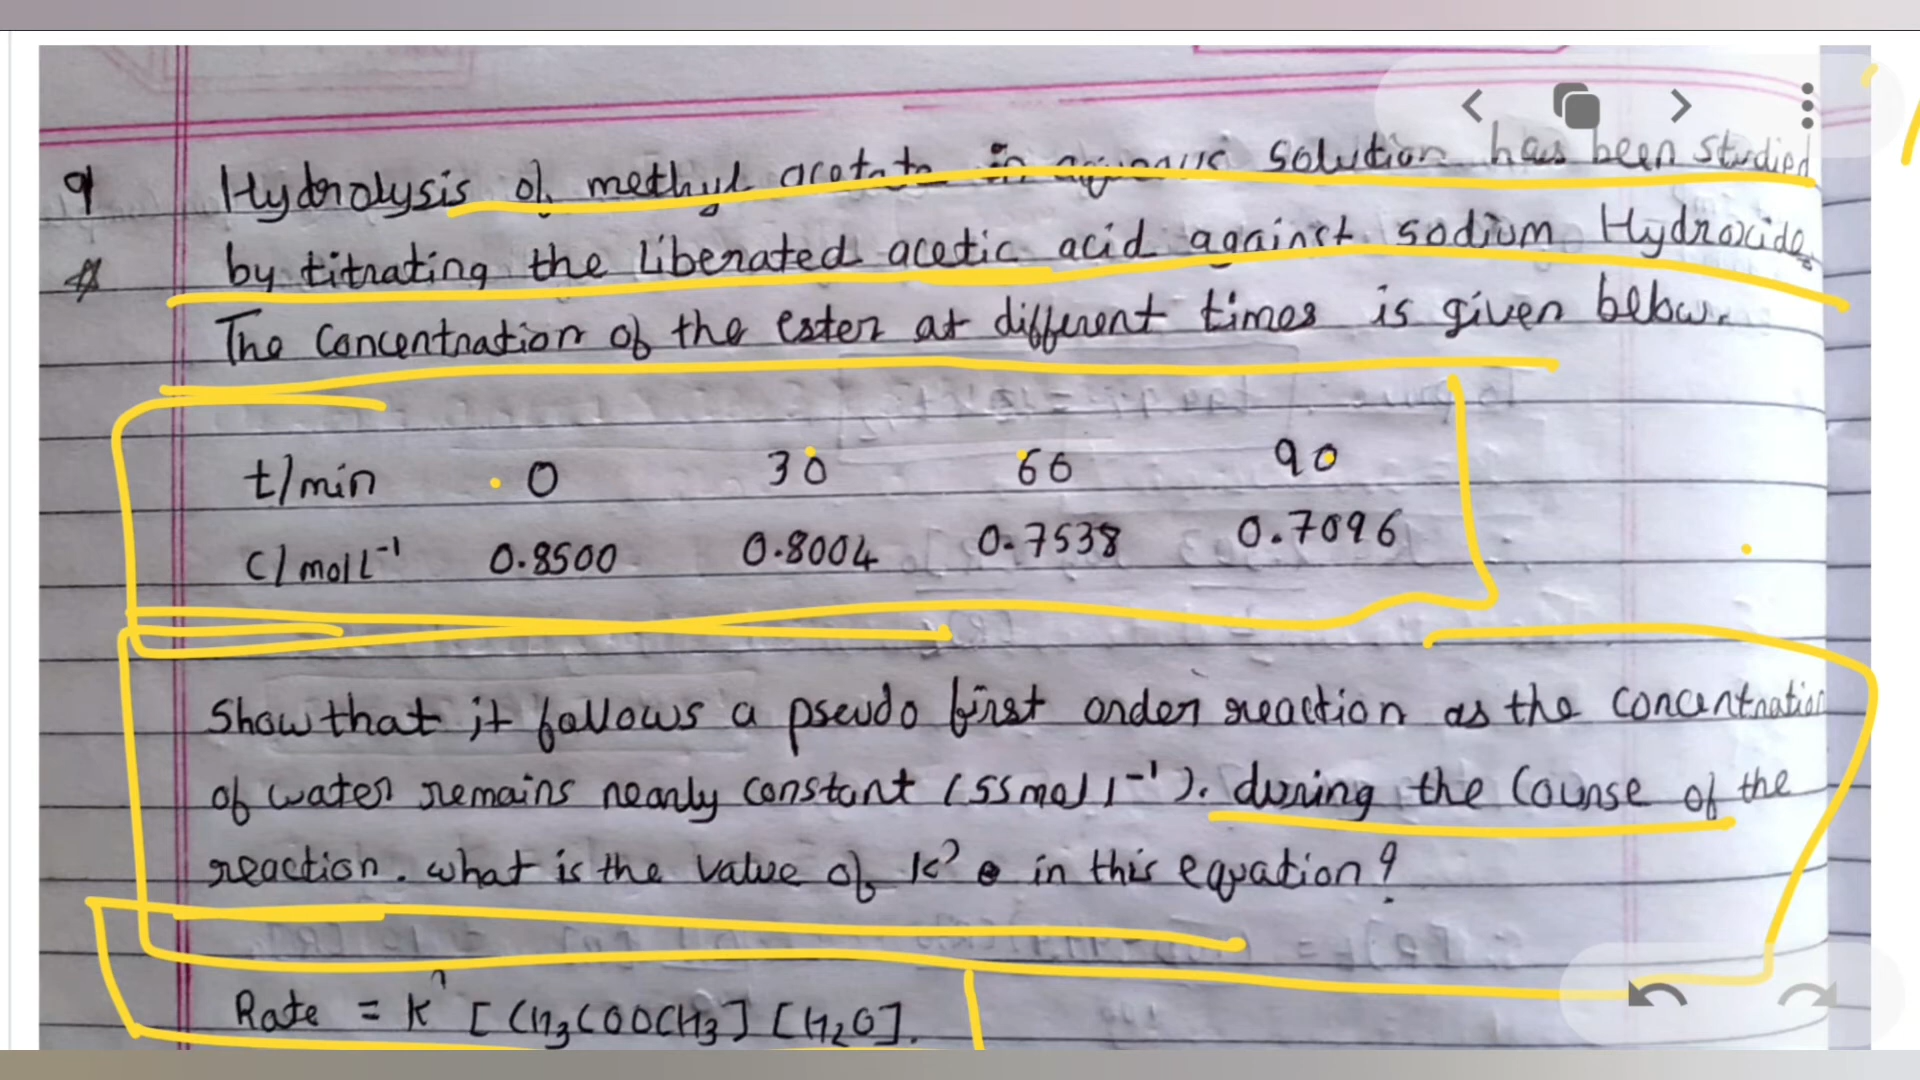 q Hydrolysis of methyl acetate in aqueous solution has been studied
by titrating the liberated acetic acid against sodium Hydroxide.
The concentration of the ester at different times is given below.
t/min 0 30 60 90
C/mol L⁻¹ 0.8500 0.8004 0.7538 0.7096
Show that it follows a pseudo first order reaction as the concentration
of water remains nearly constant (55 mol l⁻¹). during the course of the
reaction. what is the value of k' in this equation?
Rate = K' [CH3COOCH3] [H2O].